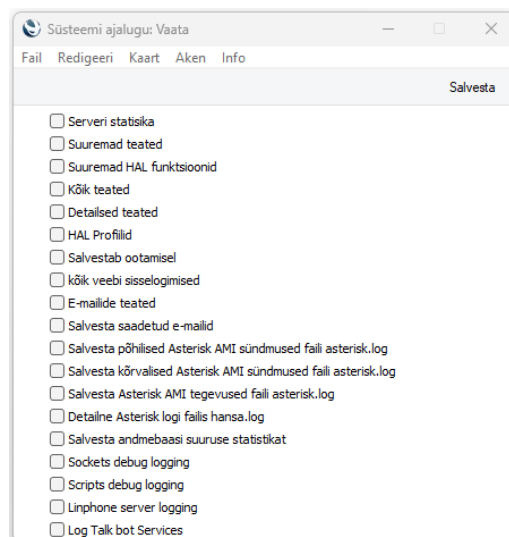 Süsteemi ajalugu: Vaata
Fail Redigeeri Kaart Aken Info
Salvesta
Serveri statisika
Suuremad teated
Suuremad HAL funktsioonid
Kõik teated
Detailsed teated
HAL Profiilid
Salvestab ootamisel
kõik veebi sisselogimised
E-mailide teated
Salvesta saadetud e-mailid
Salvesta põhilised Asterisk AMI sündmused faili asterisk.log
Salvesta kõrvalised Asterisk AMI sündmused faili asterisk.log
Salvesta Asterisk AMI tegevused faili asterisk.log
Detailne Asterisk logi failis hansa.log
Salvesta andmebaasi suuruse statistikat
Sockets debug logging
Scripts debug logging
Linphone server logging
Log Talk bot Services